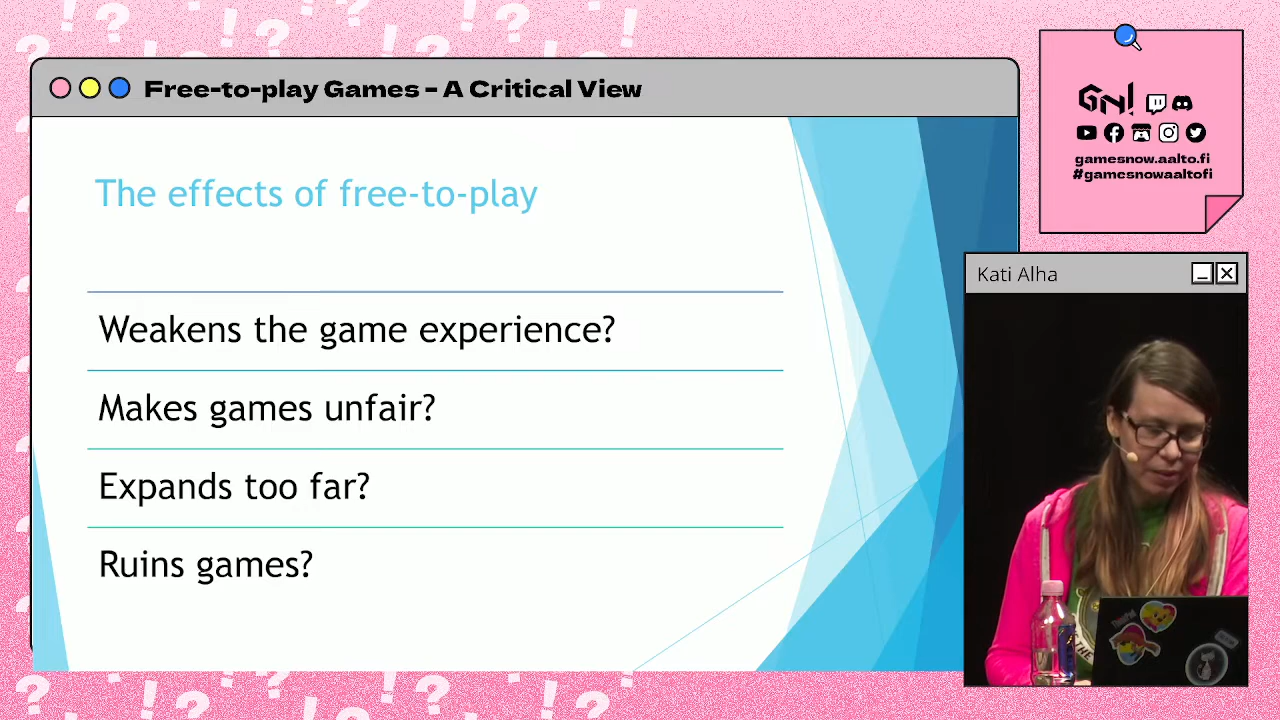 Free-to-play Games – A Critical View
The effects of free-to-play
Weakens the game experience?
Makes games unfair?
Expands too far?
Ruins games?
GN!
gamesnow.aalto.fi
#gamesnowaaltofi
Kati Alha